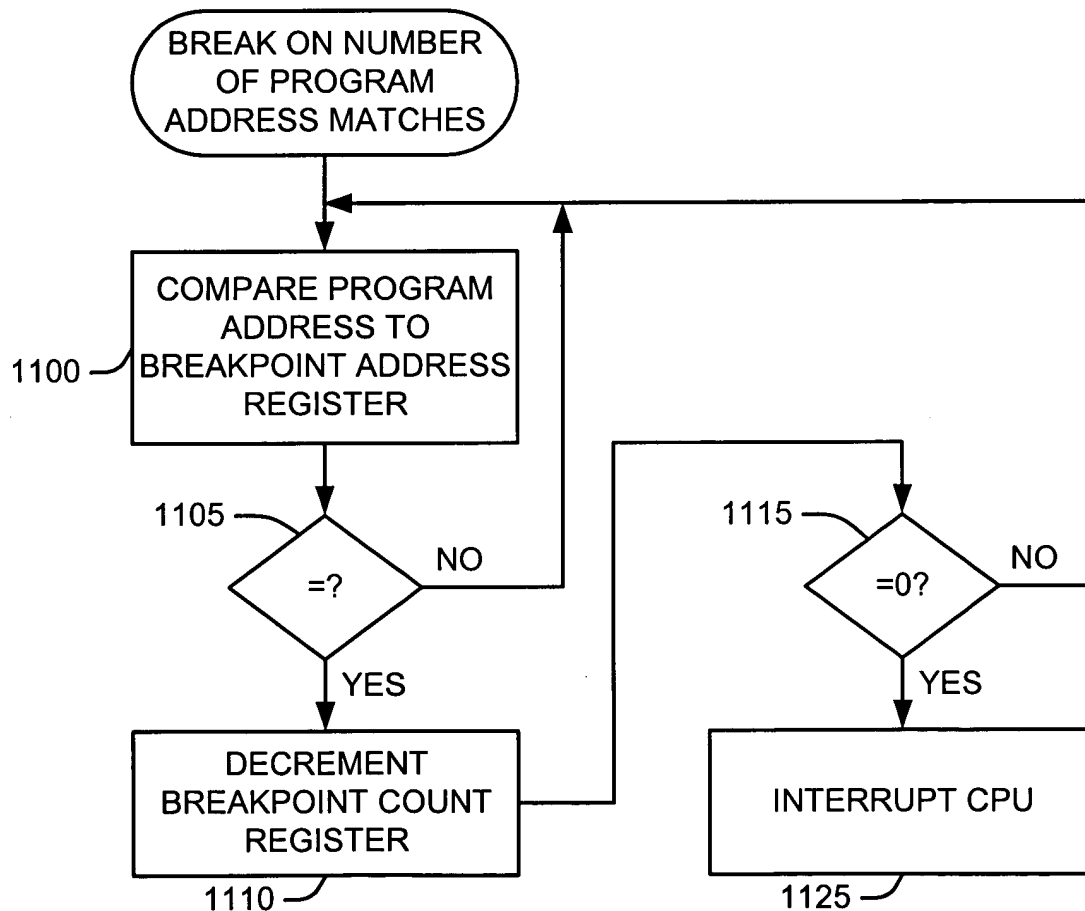 BREAK ON NUMBER
OF PROGRAM
ADDRESS MATCHES
COMPARE PROGRAM
ADDRESS TO
BREAKPOINT ADDRESS
REGISTER
1100
1105
=?
NO
YES
DECREMENT
BREAKPOINT COUNT
REGISTER
1110
1115
=0?
NO
YES
INTERRUPT CPU
1125